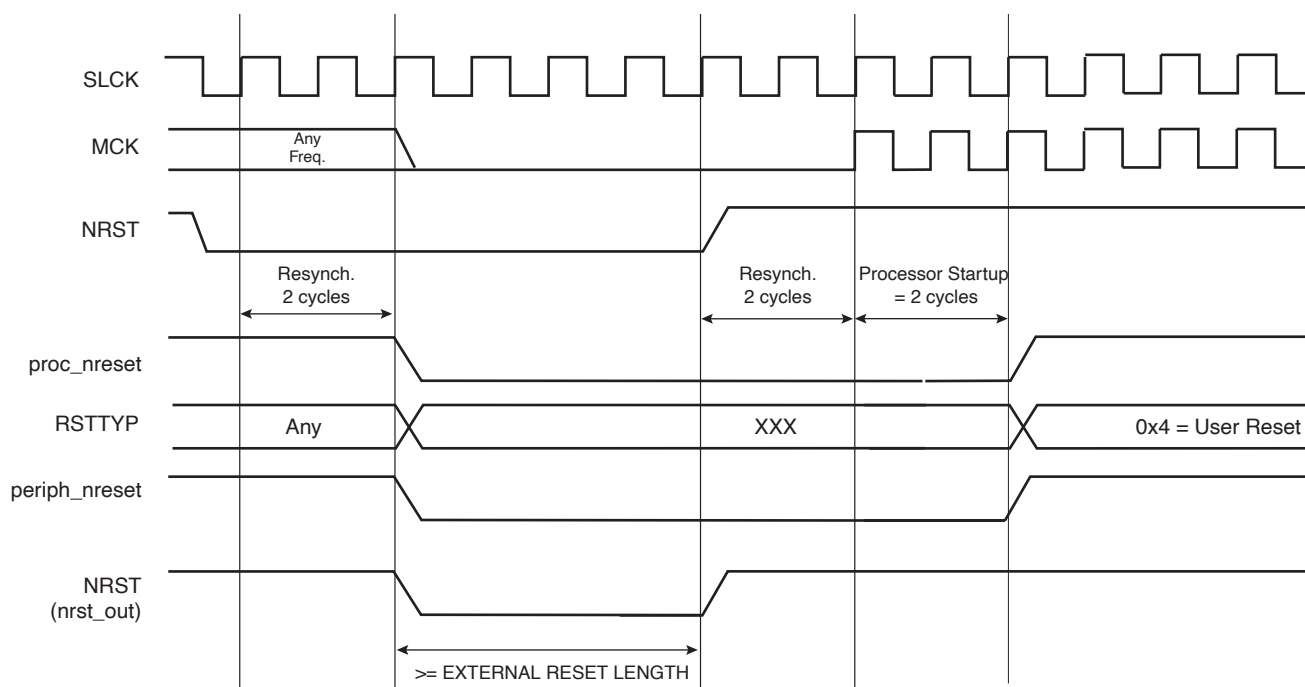 SLCK
MCK
Any
Freq.
NRST
Resynch.
2 cycles
Resynch.
2 cycles
Processor Startup
= 2 cycles
proc_nreset
RSTTYP
Any
XXX
0x4 = User Reset
periph_nreset
NRST
(nrst_out)
>= EXTERNAL RESET LENGTH